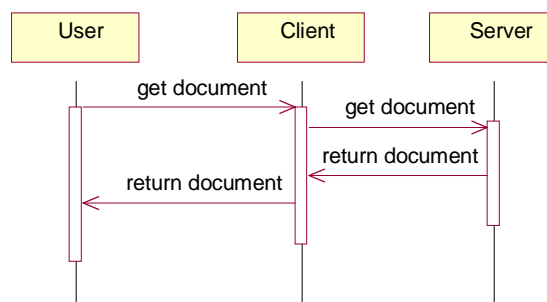 User
Client
Server
get document
get document
return document
return document